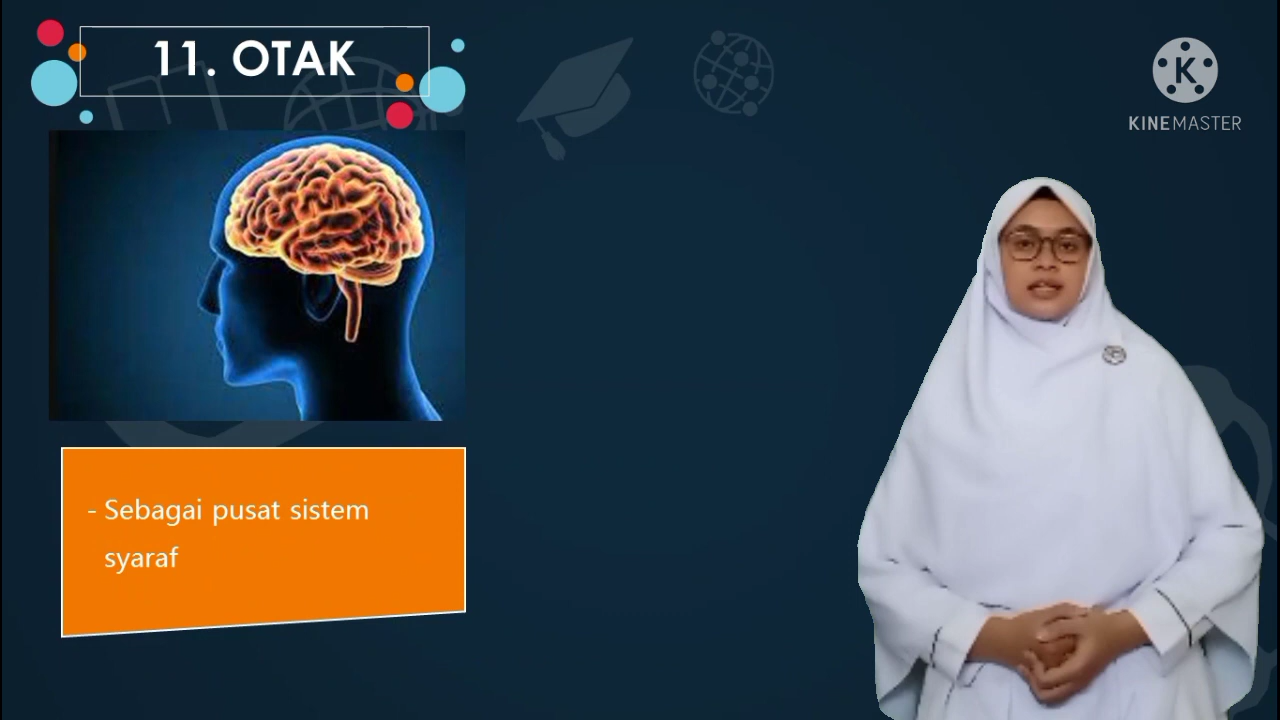 11. OTAK
K
KINEMASTER
- Sebagai pusat sistem
syaraf